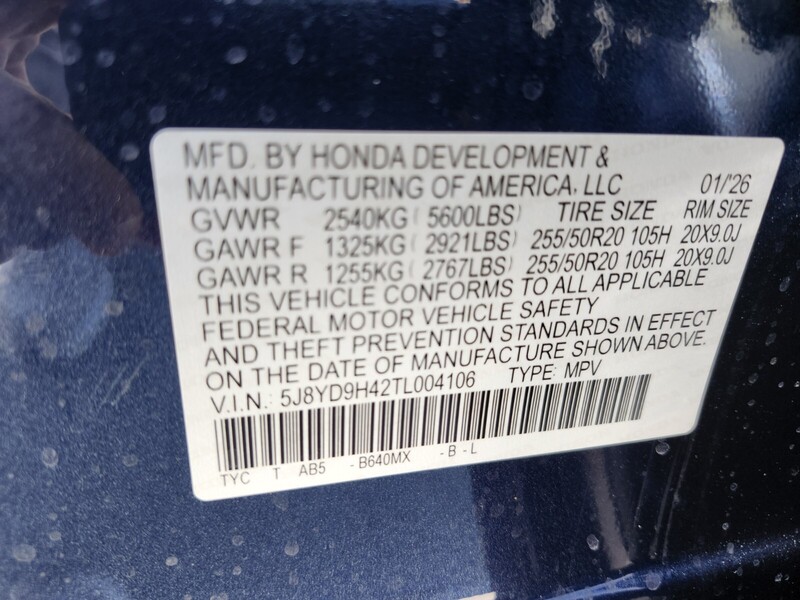 MFD. BY HONDA DEVELOPMENT &
MANUFACTURING OF AMERICA, LLC 01/'26
GVWR 2540KG ( 5600LBS) TIRE SIZE RIM SIZE
GAWR F 1325KG ( 2921LBS) 255/50R20 105H 20X9.0J
GAWR R 1255KG ( 2767LBS) 255/50R20 105H 20X9.0J
THIS VEHICLE CONFORMS TO ALL APPLICABLE
FEDERAL MOTOR VEHICLE SAFETY
AND THEFT PREVENTION STANDARDS IN EFFECT
ON THE DATE OF MANUFACTURE SHOWN ABOVE.
V.I.N.: 5J8YD9H42TL004106 TYPE: MPV
TYC T AB5 - B640MX - B - L